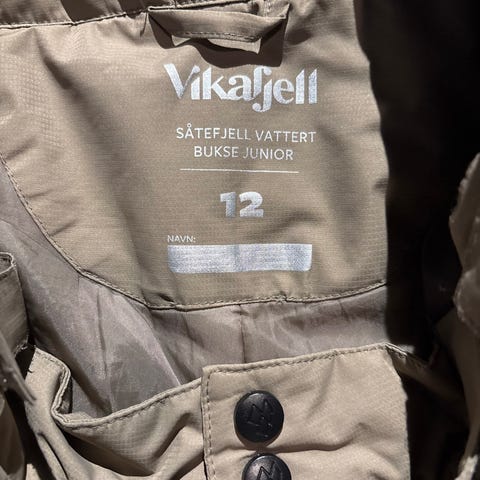 Vikafjell
SÅTEFJELL VATTERT
BUKSE JUNIOR
12
NAVN: